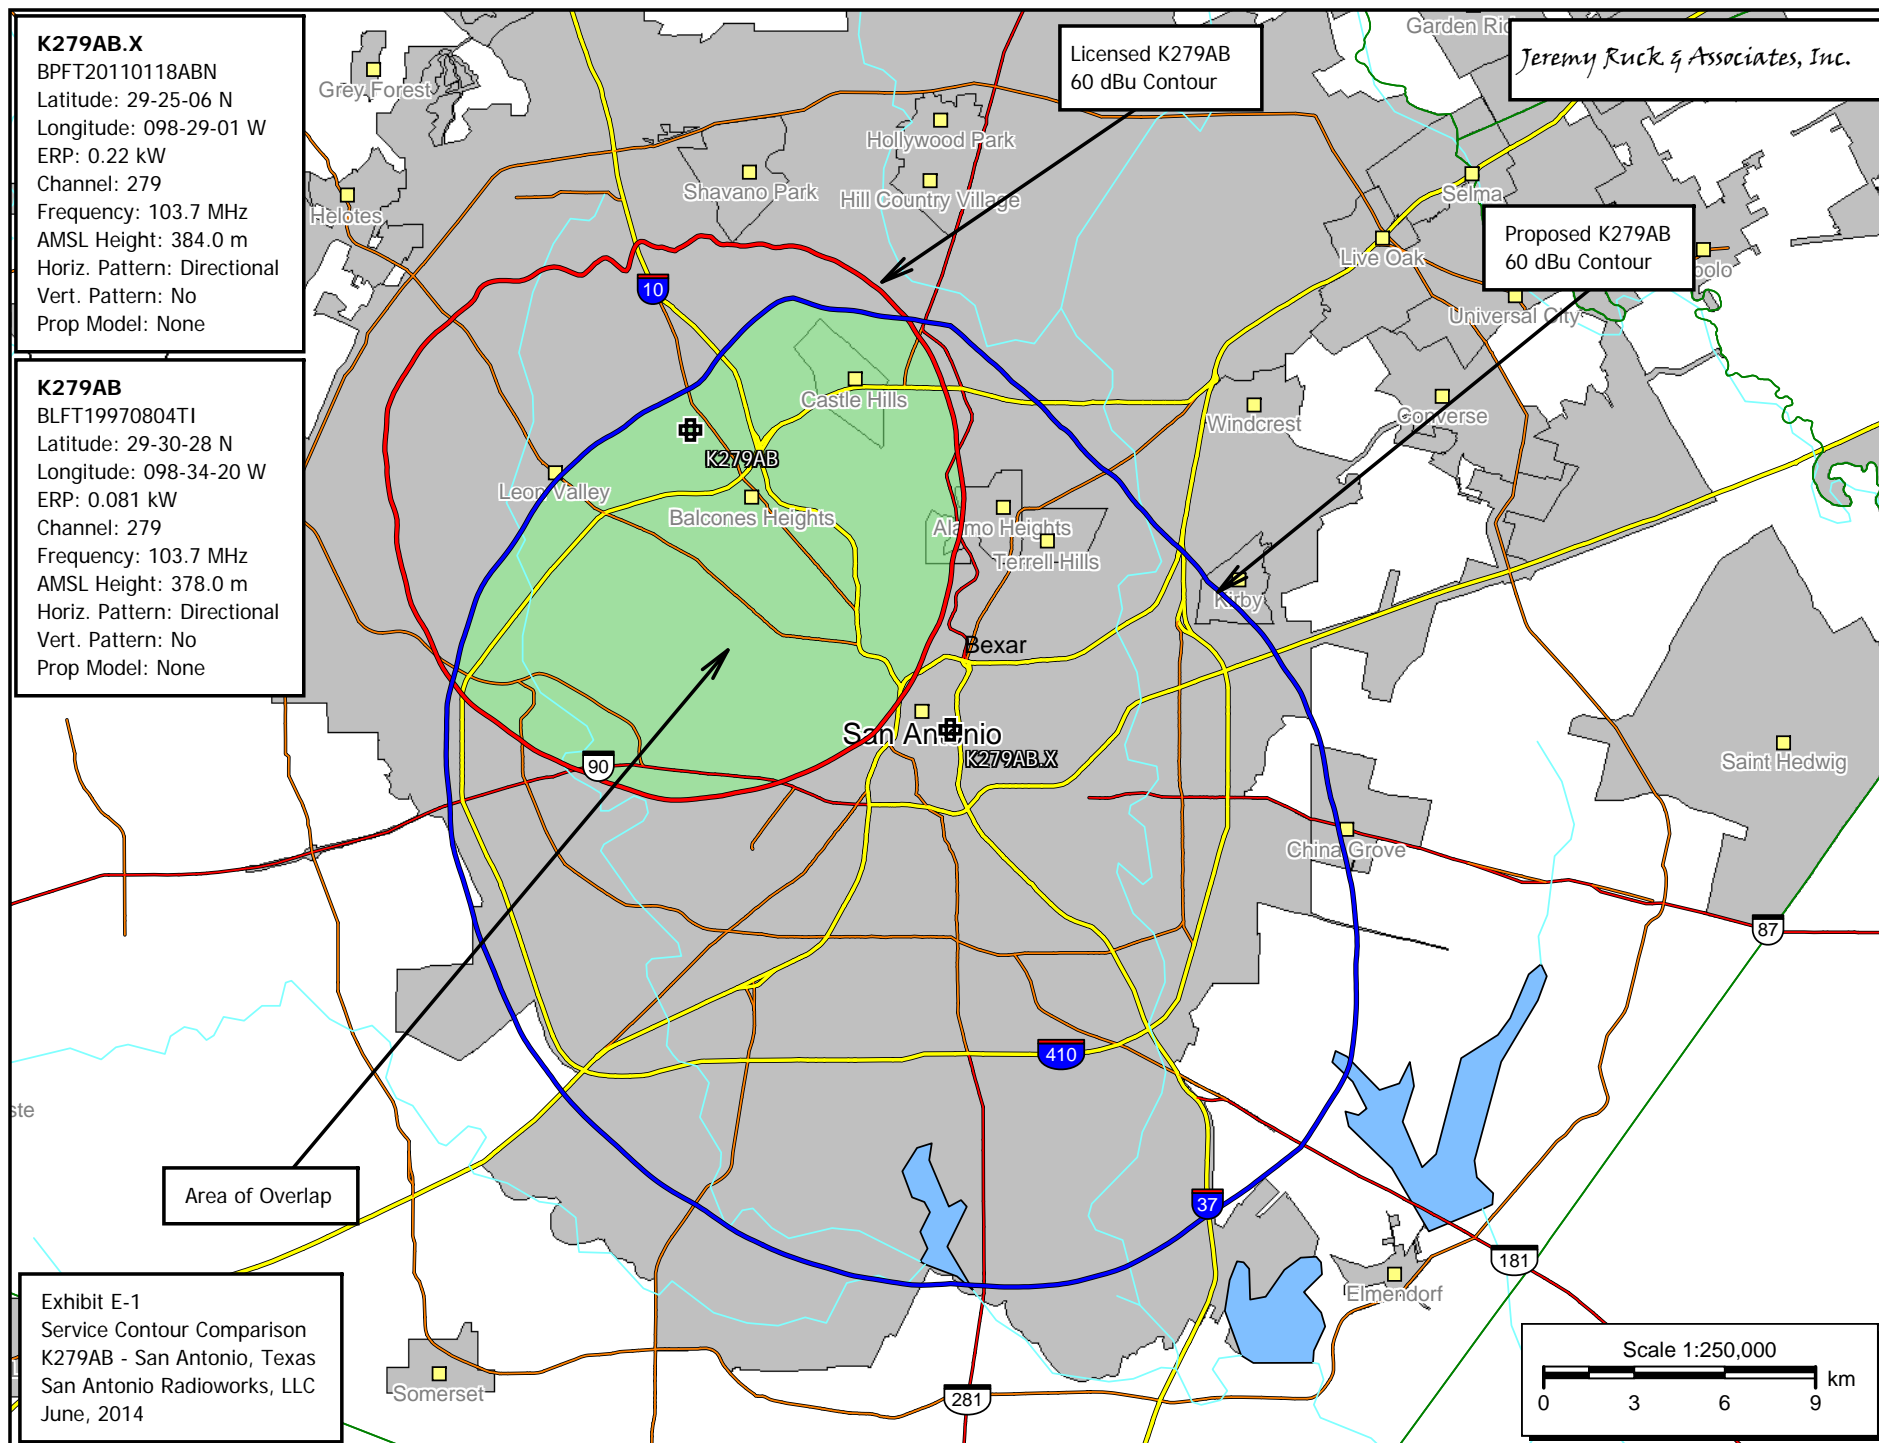 K279AB.X
BPFT20110118ABN
Latitude: 29-25-06 N
Longitude: 098-29-01 W
ERP: 0.22 kW
Channel: 279
Frequency: 103.7 MHz
AMSL Height: 384.0 m
Horiz. Pattern: Directional
Vert. Pattern: No
Prop Model: None
K279AB
BLFT19970804TI
Latitude: 29-30-28 N
Longitude: 098-34-20 W
ERP: 0.081 kW
Channel: 279
Frequency: 103.7 MHz
AMSL Height: 378.0 m
Horiz. Pattern: Directional
Vert. Pattern: No
Prop Model: None
Licensed K279AB
60 dBu Contour
Jeremy Ruck & Associates, Inc.
Proposed K279AB
60 dBu Contour
Garden Ric
Grey Forest
Helotes
Shavano Park
Hollywood Park
Hill Country Village
Selma
Live Oak
olo
Universal City
10
Castle Hills
Windcrest
Converse
K279AB
Leon Valley
Balcones Heights
Alamo Heights
Terrell Hills
Kirby
Bexar
San Antonio
K279AB.X
90
Saint Hedwig
China Grove
87
410
ste
Area of Overlap
37
181
Elmendorf
Somerset
281
Exhibit E-1
Service Contour Comparison
K279AB - San Antonio, Texas
San Antonio Radioworks, LLC
June, 2014
Scale 1:250,000
km
0 3 6 9